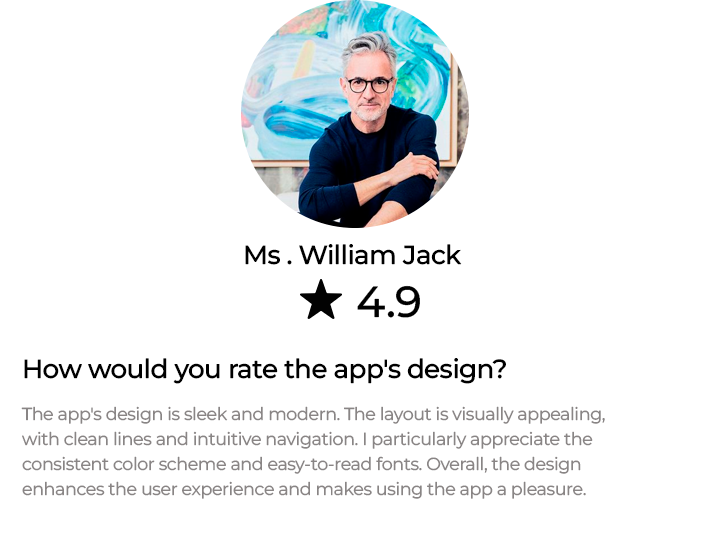 Ms . William Jack
4.9
How would you rate the app's design?
The app's design is sleek and modern. The layout is visually appealing,
with clean lines and intuitive navigation. I particularly appreciate the
consistent color scheme and easy-to-read fonts. Overall, the design
enhances the user experience and makes using the app a pleasure.